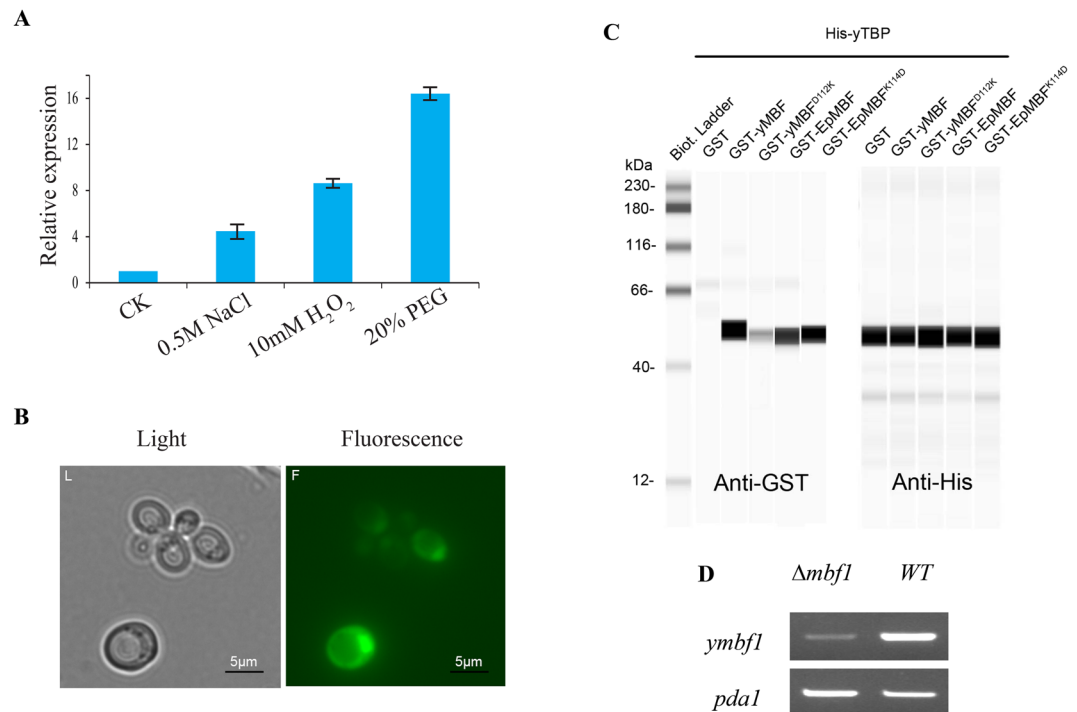 A
Relative expression
16
12
8
4
0
CK
0.5M NaCl
10mM H₂O₂
20% PEG
B
Light
Fluorescence
L
5μm
F
5μm
C
His-yTBP
Biot. Ladder
GST
GST-yMBF
GST-yMBFᴰ¹¹²ᴷ
GST-EpMBF
GST-EpMBFᴷ¹¹⁴ᴰ
GST
GST-yMBF
GST-yMBFᴰ¹¹²ᴷ
GST-EpMBF
GST-EpMBFᴷ¹¹⁴ᴰ
kDa
230-
180-
116-
66-
40-
12-
Anti-GST
Anti-His
D
Δmbf1
WT
ymbf1
pda1